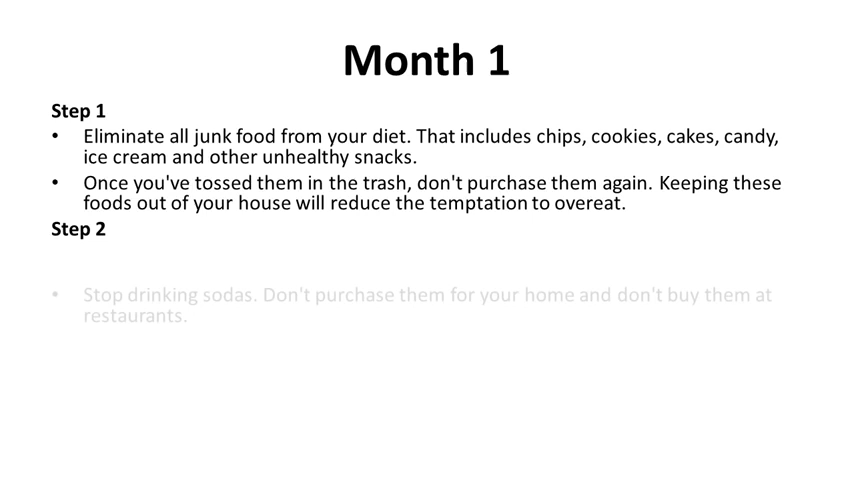 Month 1
Step 1
• Eliminate all junk food from your diet. That includes chips, cookies, cakes, candy,
ice cream and other unhealthy snacks.
• Once you've tossed them in the trash, don't purchase them again. Keeping these
foods out of your house will reduce the temptation to overeat.
Step 2
• Stop drinking sodas. Don't purchase them for your home and don't buy them at
restaurants.